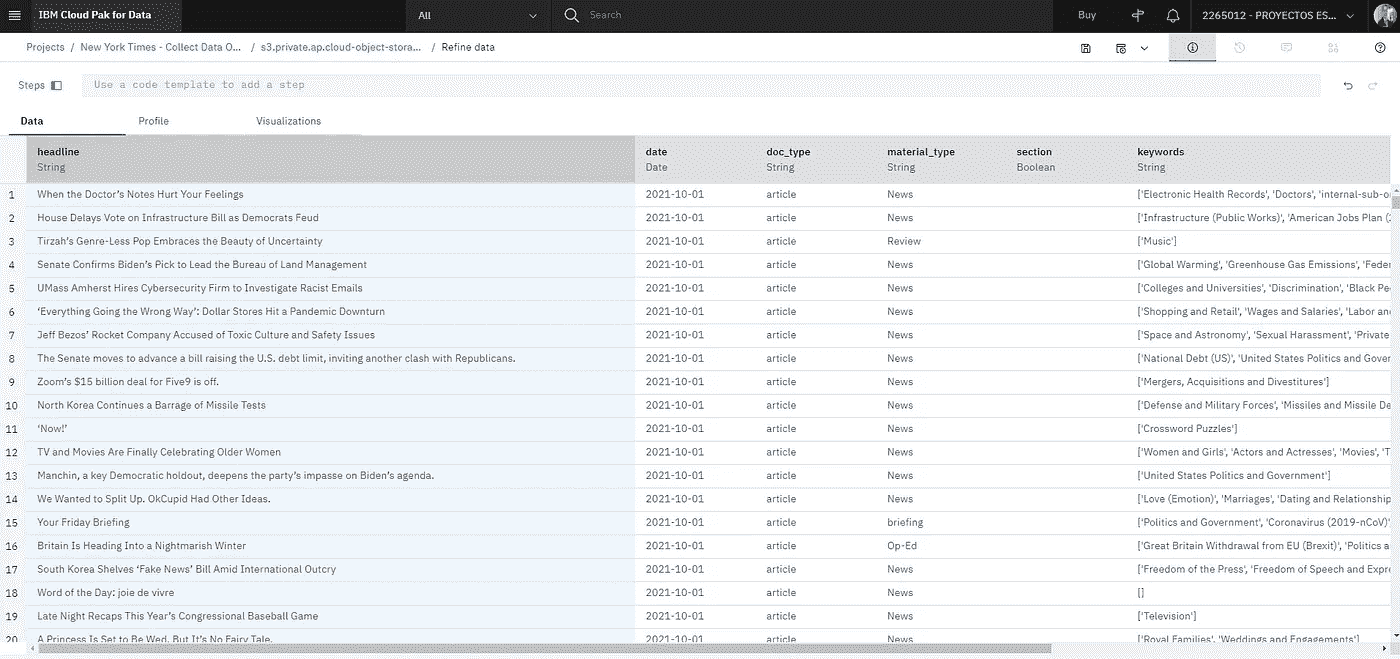 IBM Cloud Pak for Data All Search Buy 2265012 - PROYECTOS ES...
Projects / New York Times - Collect Data O... / s3.private.ap.cloud-object-stora... / Refine data
Steps Use a code template to add a step
Data Profile Visualizations
headline date doc_type material_type section keywords
String Date String String Boolean String
1 When the Doctor’s Notes Hurt Your Feelings 2021-10-01 article News ['Electronic Health Records', 'Doctors', 'internal-sub-o
2 House Delays Vote on Infrastructure Bill as Democrats Feud 2021-10-01 article News ['Infrastructure (Public Works)', 'American Jobs Plan (
3 Tirzah’s Genre-Less Pop Embraces the Beauty of Uncertainty 2021-10-01 article Review ['Music']
4 Senate Confirms Biden’s Pick to Lead the Bureau of Land Management 2021-10-01 article News ['Global Warming', 'Greenhouse Gas Emissions', 'Feder
5 UMass Amherst Hires Cybersecurity Firm to Investigate Racist Emails 2021-10-01 article News ['Colleges and Universities', 'Discrimination', 'Black Pe
6 ‘Everything Going the Wrong Way’: Dollar Stores Hit a Pandemic Downturn 2021-10-01 article News ['Shopping and Retail', 'Wages and Salaries', 'Labor an
7 Jeff Bezos’ Rocket Company Accused of Toxic Culture and Safety Issues 2021-10-01 article News ['Space and Astronomy', 'Sexual Harassment', 'Private
8 The Senate moves to advance a bill raising the U.S. debt limit, inviting another clash with Republicans. 2021-10-01 article News ['National Debt (US)', 'United States Politics and Gover
9 Zoom’s $15 billion deal for Five9 is off. 2021-10-01 article News ['Mergers, Acquisitions and Divestitures']
10 North Korea Continues a Barrage of Missile Tests 2021-10-01 article News ['Defense and Military Forces', 'Missiles and Missile De
11 ‘Now!’ 2021-10-01 article News ['Crossword Puzzles']
12 TV and Movies Are Finally Celebrating Older Women 2021-10-01 article News ['Women and Girls', 'Actors and Actresses', 'Movies', 'T
13 Manchin, a key Democratic holdout, deepens the party’s impasse on Biden’s agenda. 2021-10-01 article News ['United States Politics and Government']
14 We Wanted to Split Up. OkCupid Had Other Ideas. 2021-10-01 article News ['Love (Emotion)', 'Marriages', 'Dating and Relationship
15 Your Friday Briefing 2021-10-01 article briefing ['Politics and Government', 'Coronavirus (2019-nCoV)'
16 Britain Is Heading Into a Nightmarish Winter 2021-10-01 article Op-Ed ['Great Britain Withdrawal from EU (Brexit)', 'Politics a
17 South Korea Shelves ‘Fake News’ Bill Amid International Outcry 2021-10-01 article News ['Freedom of the Press', 'Freedom of Speech and Expre
18 Word of the Day: joie de vivre 2021-10-01 article News []
19 Late Night Recaps This Year’s Congressional Baseball Game 2021-10-01 article News ['Television']
20 A Princess Is Set to Be Wed. But It’s No Fairy Tale. 2021-10-01 article News ['Royal Families', 'Weddings and Engagements']